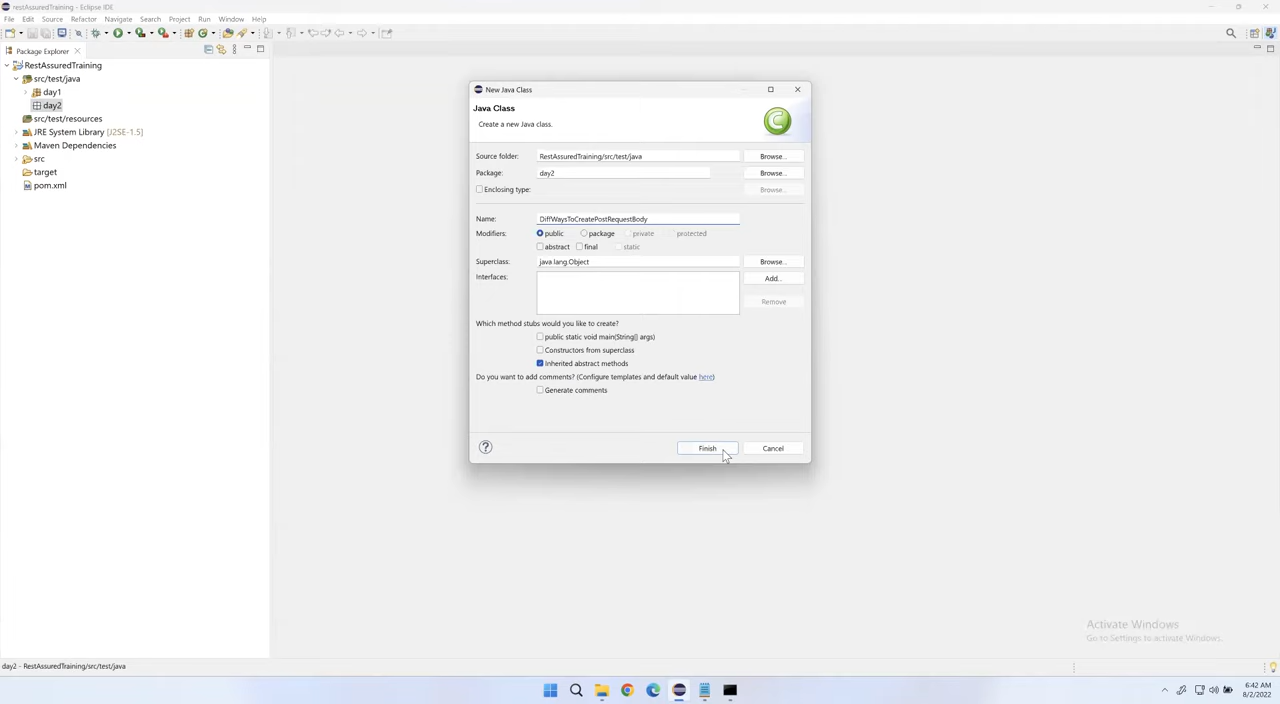 restAssuredTraining - Eclipse IDE
File Edit Source Refactor Navigate Search Project Run Window Help
Package Explorer
RestAssuredTraining
src/test/java
day1
day2
src/test/resources
JRE System Library [J2SE-1.5]
Maven Dependencies
src
target
pom.xml
New Java Class
Java Class
Create a new Java class.
Source folder: RestAssuredTraining/src/test/java Browse...
Package: day2 Browse...
Enclosing type: Browse...
Name: DiffWaysToCreatePostRequestBody
Modifiers: public package private protected
abstract final static
Superclass: java.lang.Object Browse...
Interfaces: Add...
Remove
Which method stubs would you like to create?
public static void main(String[] args)
Constructors from superclass
Inherited abstract methods
Do you want to add comments? (Configure templates and default value here)
Generate comments
Finish Cancel
Activate Windows
Go to Settings to activate Windows.
day2 - RestAssuredTraining/src/test/java
6:42 AM
8/2/2022